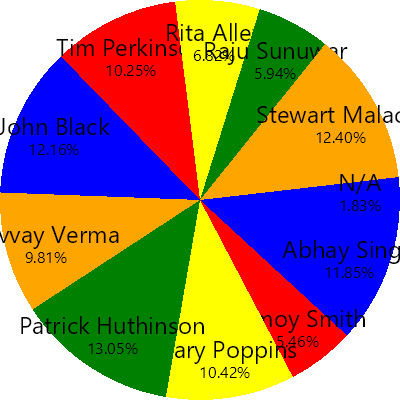 Rita Alle
6.82%
Raju Sunuwar
5.94%
Stewart Malac
12.40%
N/A
1.83%
Abhay Sing
11.85%
noy Smith
5.46%
ary Poppins
10.42%
Patrick Huthinson
13.05%
vvay Verma
9.81%
John Black
12.16%
Tim Perkins
10.25%